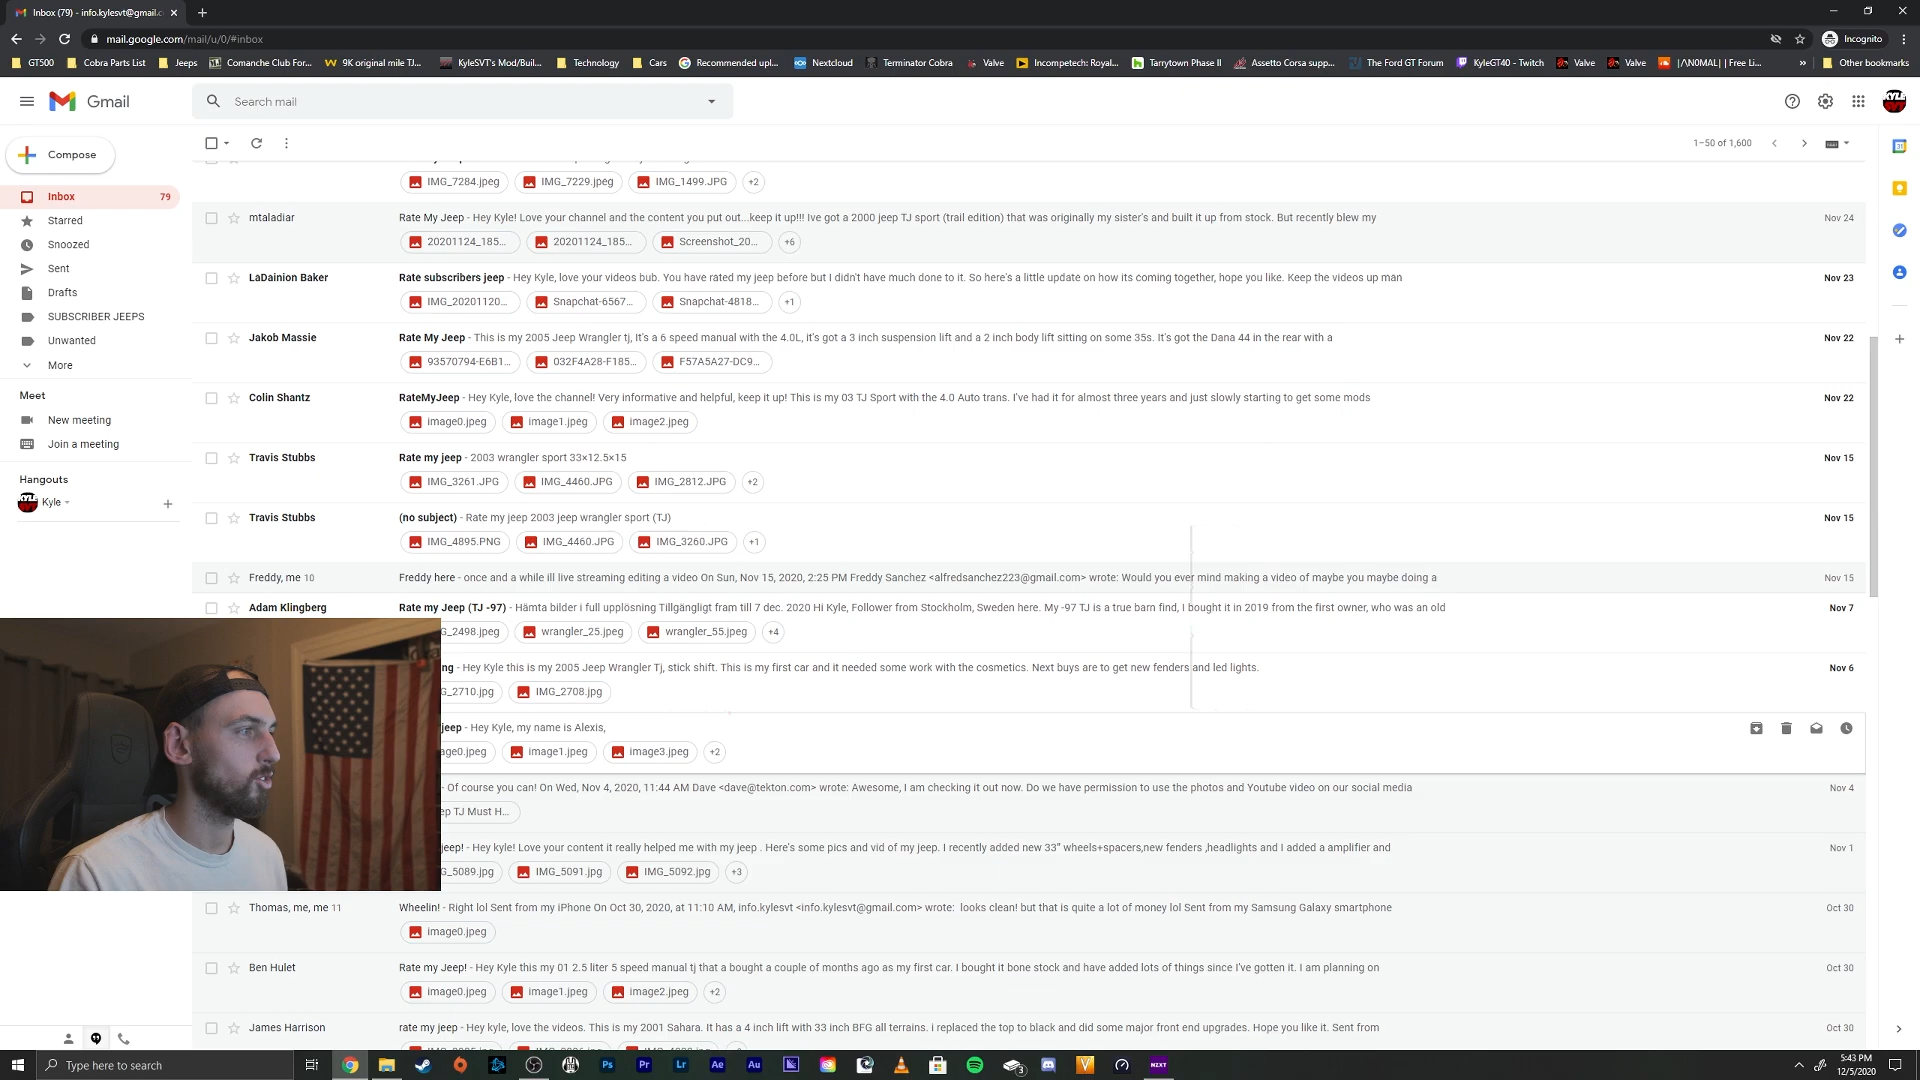 Inbox (79) - info.kylesvt@gmail.c
mail.google.com/mail/u/0/#inbox
Incognito
GT500
Cobra Parts List
Jeeps
Comanche Club For...
9K original mile TJ...
KyleSVT's Mod/Buil...
Technology
Cars
Recommended upl...
Nextcloud
Terminator Cobra
Valve
Incompetech: Royal...
Tarrytown Phase II
Assetto Corsa supp...
The Ford GT Forum
KyleGT40 - Twitch
Valve
Valve
|ΛN0MAL| | Free Li...
»
Other bookmarks
Gmail
Search mail
Compose
1–50 of 1,600
Inbox 79
Starred
Snoozed
Sent
Drafts
SUBSCRIBER JEEPS
Unwanted
More
Meet
New meeting
Join a meeting
Hangouts
Kyle
IMG_7284.jpeg IMG_7229.jpeg IMG_1499.JPG +2
mtaladiar Rate My Jeep - Hey Kyle! Love your channel and the content you put out...keep it up!!! Ive got a 2000 jeep TJ sport (trail edition) that was originally my sister's and built it up from stock. But recently blew my Nov 24
20201124_185... 20201124_185... Screenshot_20... +6
LaDainion Baker Rate subscribers jeep - Hey Kyle, love your videos bub. You have rated my jeep before but I didn't have much done to it. So here's a little update on how its coming together, hope you like. Keep the videos up man Nov 23
IMG_20201120... Snapchat-6567... Snapchat-4818... +1
Jakob Massie Rate My Jeep - This is my 2005 Jeep Wrangler tj, It's a 6 speed manual with the 4.0L, it's got a 3 inch suspension lift and a 2 inch body lift sitting on some 35s. It's got the Dana 44 in the rear with a Nov 22
93570794-E6B1... 032F4A28-F185... F57A5A27-DC9...
Colin Shantz RateMyJeep - Hey Kyle, love the channel! Very informative and helpful, keep it up! This is my 03 TJ Sport with the 4.0 Auto trans. I've had it for almost three years and just slowly starting to get some mods Nov 22
image0.jpeg image1.jpeg image2.jpeg
Travis Stubbs Rate my jeep - 2003 wrangler sport 33×12.5×15 Nov 15
IMG_3261.JPG IMG_4460.JPG IMG_2812.JPG +2
Travis Stubbs (no subject) - Rate my jeep 2003 jeep wrangler sport (TJ) Nov 15
IMG_4895.PNG IMG_4460.JPG IMG_3260.JPG +1
Freddy, me 10 Freddy here - once and a while ill live streaming editing a video On Sun, Nov 15, 2020, 2:25 PM Freddy Sanchez <alfredsanchez223@gmail.com> wrote: Would you ever mind making a video of maybe you maybe doing a Nov 15
Adam Klingberg Rate my Jeep (TJ -97) - Hämta bilder i full upplösning Tillgängligt fram till 7 dec. 2020 Hi Kyle, Follower from Stockholm, Sweden here. My -97 TJ is a true barn find, I bought it in 2019 from the first owner, who was an old Nov 7
G_2498.jpeg wrangler_25.jpeg wrangler_55.jpeg +4
ng - Hey Kyle this is my 2005 Jeep Wrangler Tj, stick shift. This is my first car and it needed some work with the cosmetics. Next buys are to get new fenders and led lights. Nov 6
G_2710.jpg IMG_2708.jpg
jeep - Hey Kyle, my name is Alexis,
age0.jpeg image1.jpeg image3.jpeg +2
- Of course you can! On Wed, Nov 4, 2020, 11:44 AM Dave <dave@tekton.com> wrote: Awesome, I am checking it out now. Do we have permission to use the photos and Youtube video on our social media Nov 4
ep TJ Must H...
eep! - Hey kyle! Love your content it really helped me with my jeep . Here's some pics and vid of my jeep. I recently added new 33” wheels+spacers,new fenders ,headlights and I added a amplifier and Nov 1
G_5089.jpg IMG_5091.jpg IMG_5092.jpg +3
Thomas, me, me 11 Wheelin! - Right lol Sent from my iPhone On Oct 30, 2020, at 11:10 AM, info.kylesvt <info.kylesvt@gmail.com> wrote: looks clean! but that is quite a lot of money lol Sent from my Samsung Galaxy smartphone Oct 30
image0.jpeg
Ben Hulet Rate my Jeep! - Hey Kyle this my 01 2.5 liter 5 speed manual tj that a bought a couple of months ago as my first car. I bought it bone stock and have added lots of things since I've gotten it. I am planning on Oct 30
image0.jpeg image1.jpeg image2.jpeg +2
James Harrison rate my jeep - Hey kyle, love the videos. This is my 2001 Sahara. It has a 4 inch lift with 33 inch BFG all terrains. i replaced the top to black and did some major front end upgrades. Hope you like it. Sent from Oct 30
Type here to search
Ps Pr Lr Ae Au
NZXT
5:43 PM
12/5/2020